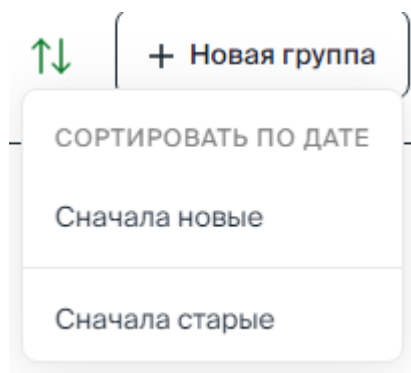 + Новая группа
СОРТИРОВАТЬ ПО ДАТЕ
Сначала новые
Сначала старые